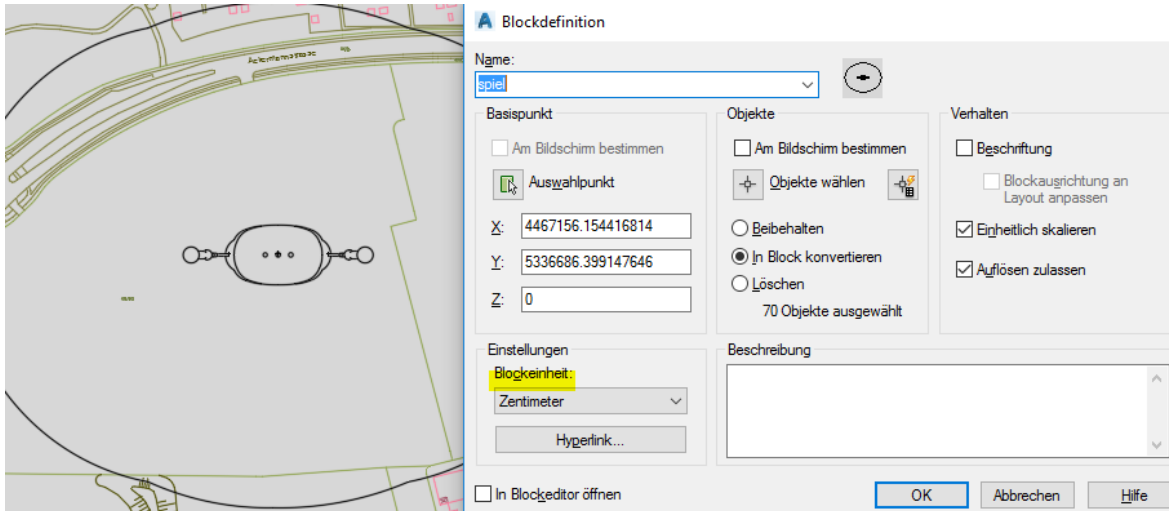 Blockdefinition
Name:
spiel
Basispunkt
Am Bildschirm bestimmen
Auswahlpunkt
X: 4467156.154416814
Y: 5336686.399147646
Z: 0
Objekte
Am Bildschirm bestimmen
Objekte wählen
Beibehalten
In Block konvertieren
Löschen
70 Objekte ausgewählt
Verhalten
Beschriftung
Blockausrichtung an
Layout anpassen
Einheitlich skalieren
Auflösen zulassen
Einstellungen
Blockeinheit:
Zentimeter
Hyperlink...
Beschreibung
In Blockeditor öffnen
OK
Abbrechen
Hilfe